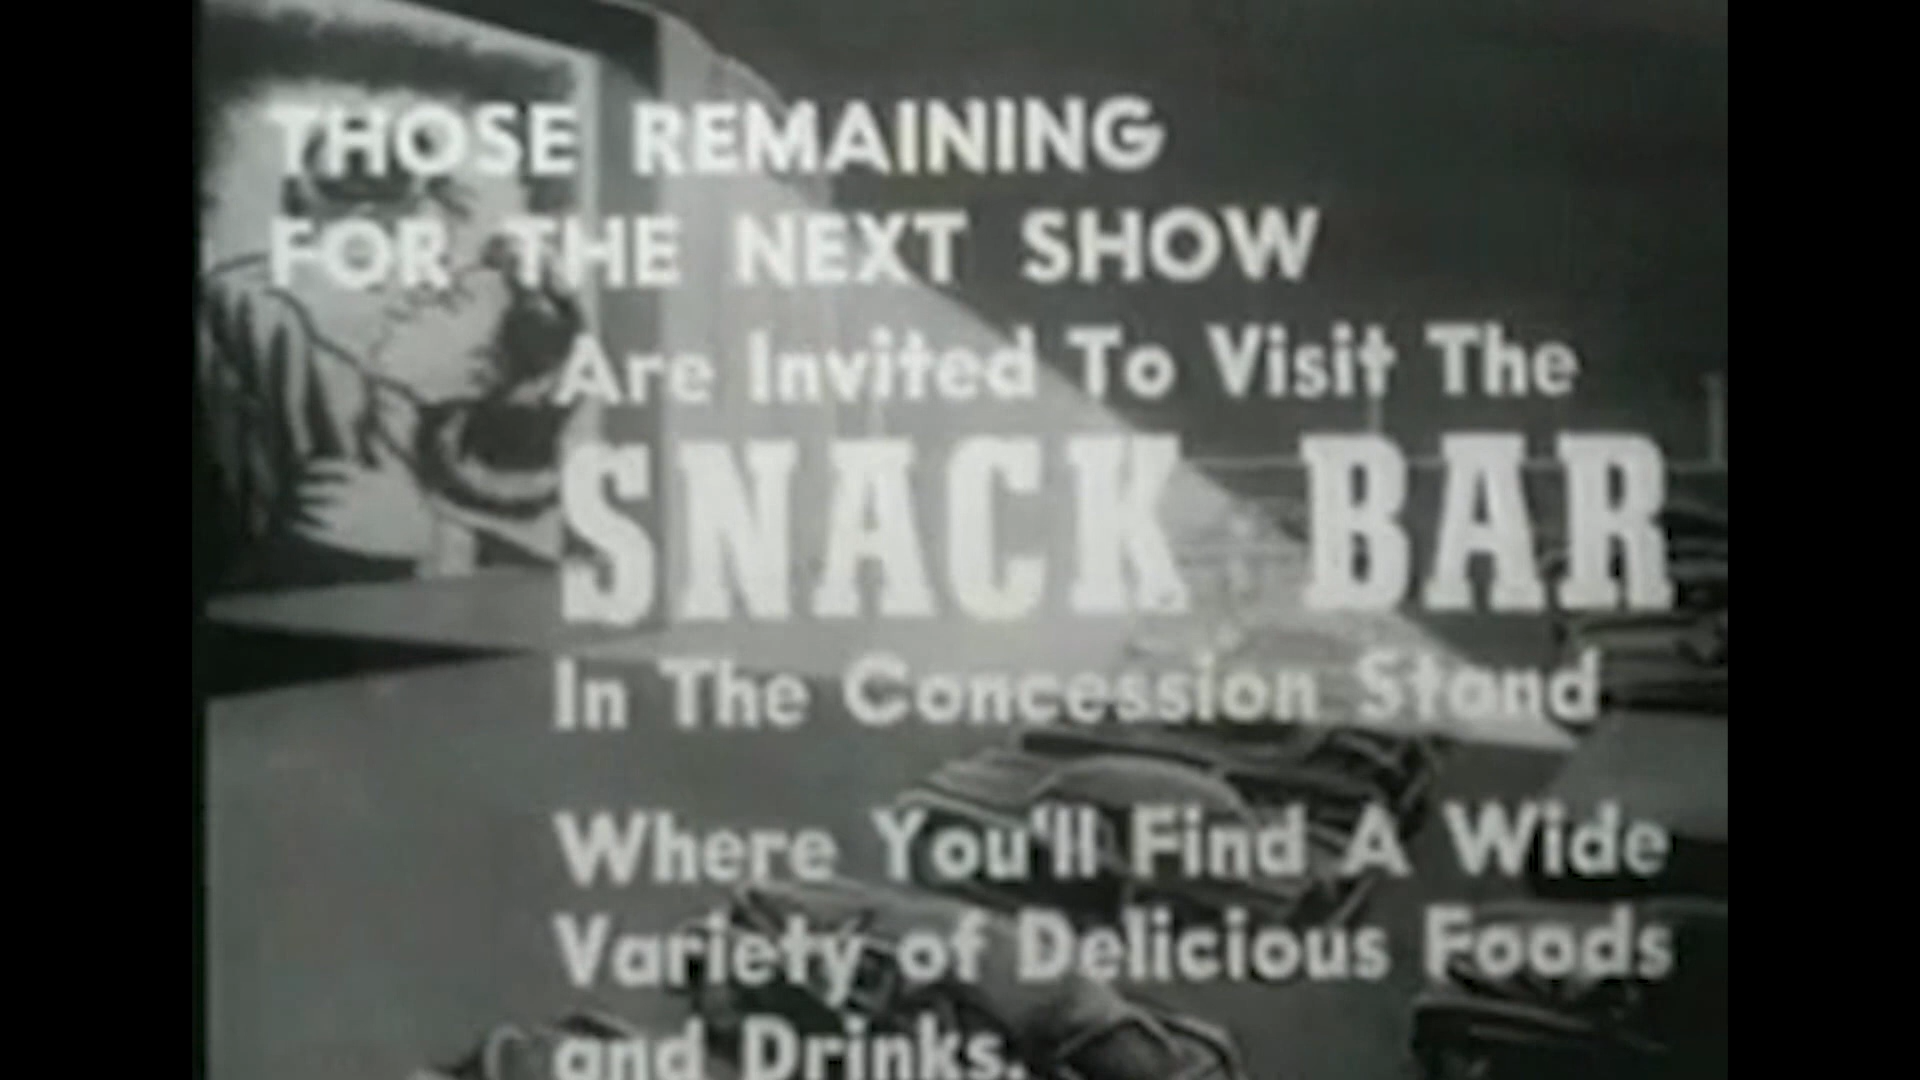 THOSE REMAINING
FOR THE NEXT SHOW
Are Invited To Visit The
SNACK BAR
In The Concession Stand
Where You'll Find A Wide
Variety of Delicious Foods
and Drinks.